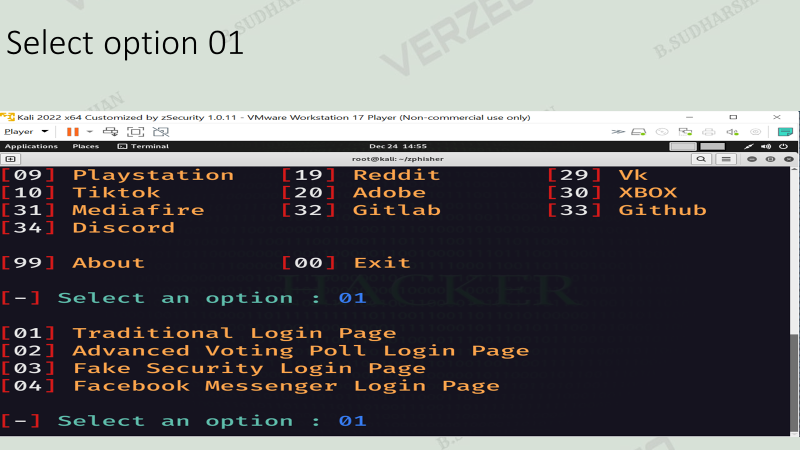 B.SUDHARSHAN
VERZEO
B.SUDHARSHAN
Select option 01
Kali 2022 x64 Customized by zSecurity 1.0.11 - VMware Workstation 17 Player (Non-commercial use only)
Player
Applications Places Terminal Dec 24 14:55
root@kali: ~/zphisher
[09] Playstation [19] Reddit [29] Vk
[10] Tiktok [20] Adobe [30] XBOX
[31] Mediafire [32] Gitlab [33] Github
[34] Discord
[99] About [00] Exit
HACKER
[-] Select an option : 01
[01] Traditional Login Page
[02] Advanced Voting Poll Login Page
[03] Fake Security Login Page
[04] Facebook Messenger Login Page
[-] Select an option : 01